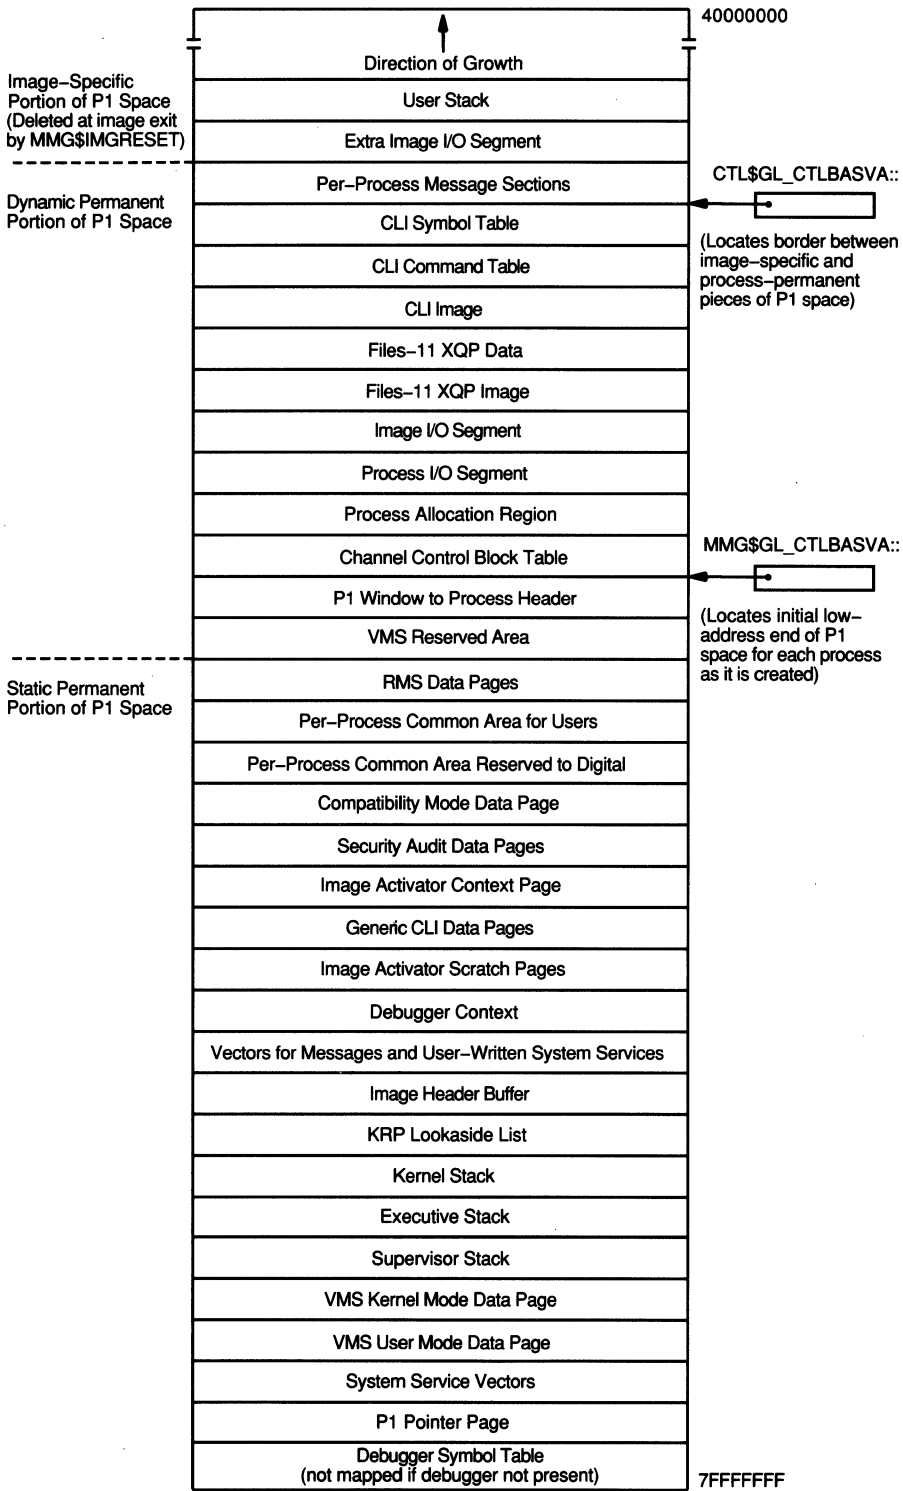 40000000
Direction of Growth
Image–Specific
Portion of P1 Space
(Deleted at image exit
by MMG$IMGRESET)
User Stack
Extra Image I/O Segment
Per–Process Message Sections
CTL$GL_CTLBASVA::
Dynamic Permanent
Portion of P1 Space
CLI Symbol Table
(Locates border between
image–specific and
process–permanent
pieces of P1 space)
CLI Command Table
CLI Image
Files–11 XQP Data
Files–11 XQP Image
Image I/O Segment
Process I/O Segment
Process Allocation Region
Channel Control Block Table
MMG$GL_CTLBASVA::
P1 Window to Process Header
(Locates initial low–
address end of P1
space for each process
as it is created)
VMS Reserved Area
Static Permanent
Portion of P1 Space
RMS Data Pages
Per–Process Common Area for Users
Per–Process Common Area Reserved to Digital
Compatibility Mode Data Page
Security Audit Data Pages
Image Activator Context Page
Generic CLI Data Pages
Image Activator Scratch Pages
Debugger Context
Vectors for Messages and User–Written System Services
Image Header Buffer
KRP Lookaside List
Kernel Stack
Executive Stack
Supervisor Stack
VMS Kernel Mode Data Page
VMS User Mode Data Page
System Service Vectors
P1 Pointer Page
Debugger Symbol Table
(not mapped if debugger not present)
7FFFFFFF